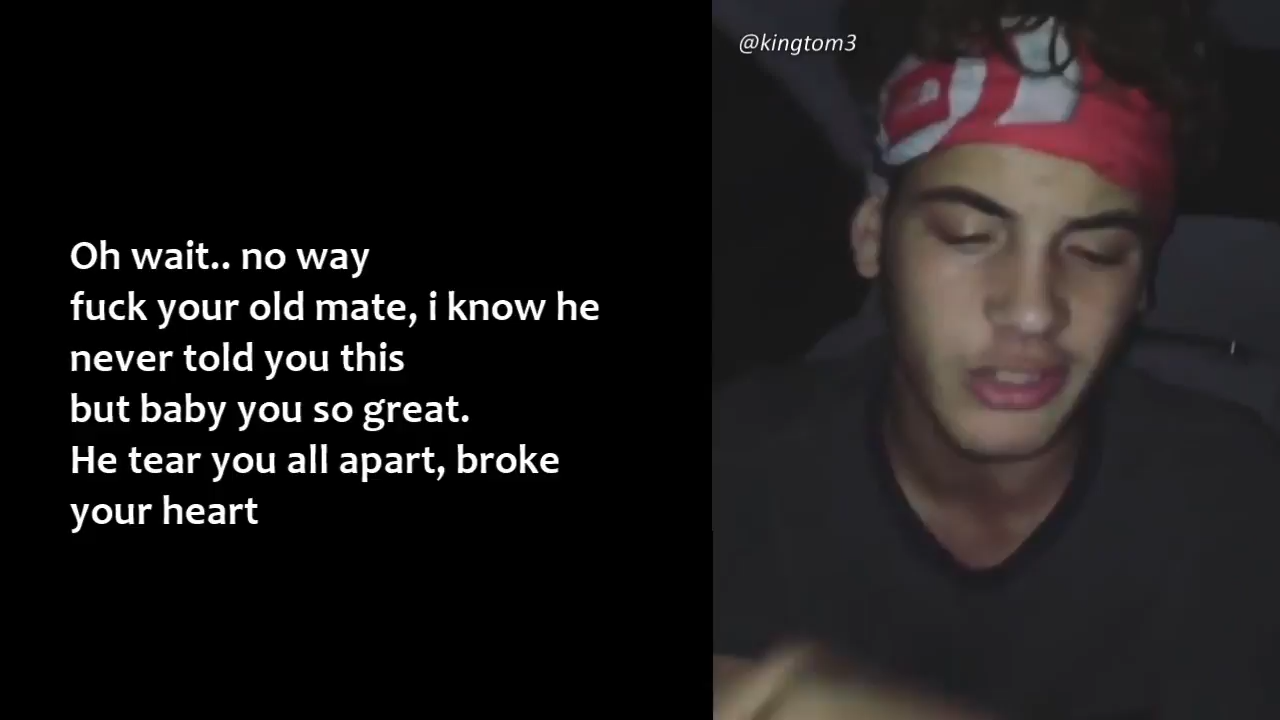 Oh wait.. no way
fuck your old mate, i know he
never told you this
but baby you so great.
He tear you all apart, broke
your heart
@kingtom3